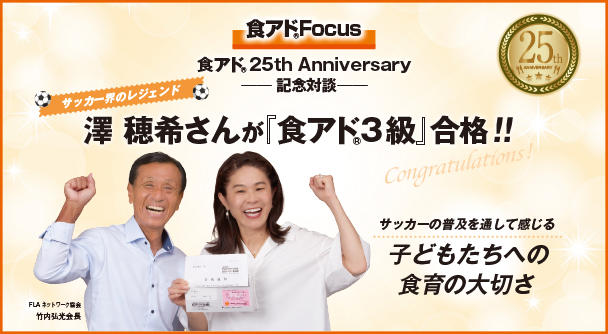 食アド®Focus
25th
ANNIVERSARY
食アド® 25th Anniversary
記念対談
サッカー界のレジェンド
澤 穂希さんが『食アド®3級』合格!!
Congratulations!
サッカーの普及を通して感じる
子どもたちへの
食育の大切さ
FLAネットワーク協会
竹内弘光会長